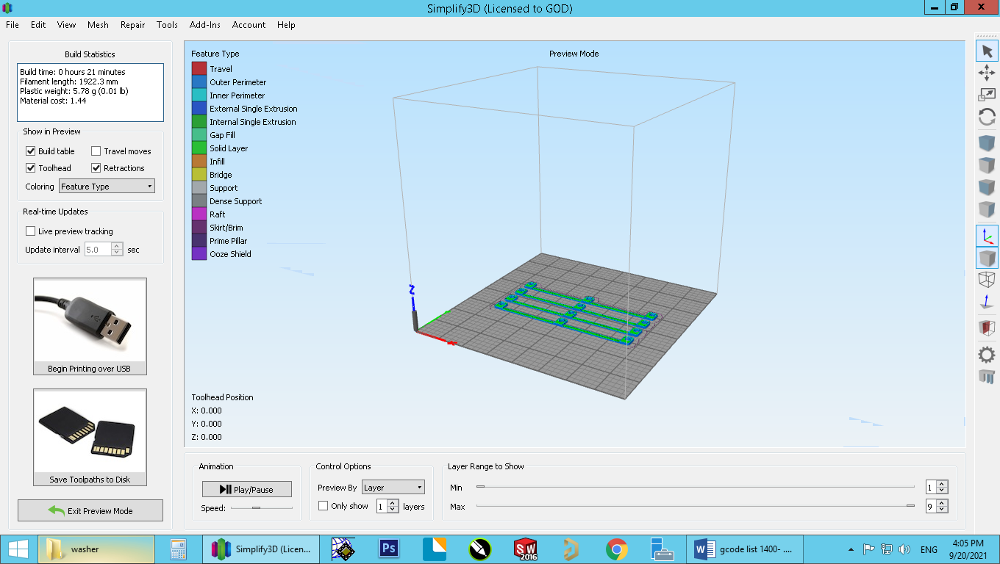 Simplify3D (Licensed to GOD)
File Edit View Mesh Repair Tools Add-Ins Account Help
Build Statistics
Build time: 0 hours 21 minutes
Filament length: 1922.3 mm
Plastic weight: 5.78 g (0.01 lb)
Material cost: 1.44
Show in Preview
Build table
Travel moves
Toolhead
Retractions
Coloring Feature Type
Real-time Updates
Live preview tracking
Update interval 5.0 sec
Begin Printing over USB
Save Toolpaths to Disk
Exit Preview Mode
Feature Type
Travel
Outer Perimeter
Inner Perimeter
External Single Extrusion
Internal Single Extrusion
Gap Fill
Solid Layer
Infill
Bridge
Support
Dense Support
Raft
Skirt/Brim
Prime Pillar
Ooze Shield
Preview Mode
Z
Toolhead Position
X: 0.000
Y: 0.000
Z: 0.000
Animation
Play/Pause
Speed:
Control Options
Preview By Layer
Only show 1 layers
Layer Range to Show
Min 1
Max 9
washer
Simplify3D (Licen...
Ps
SW
2016
W
gcode list 1400- ....
ENG
4:05 PM
9/20/2021